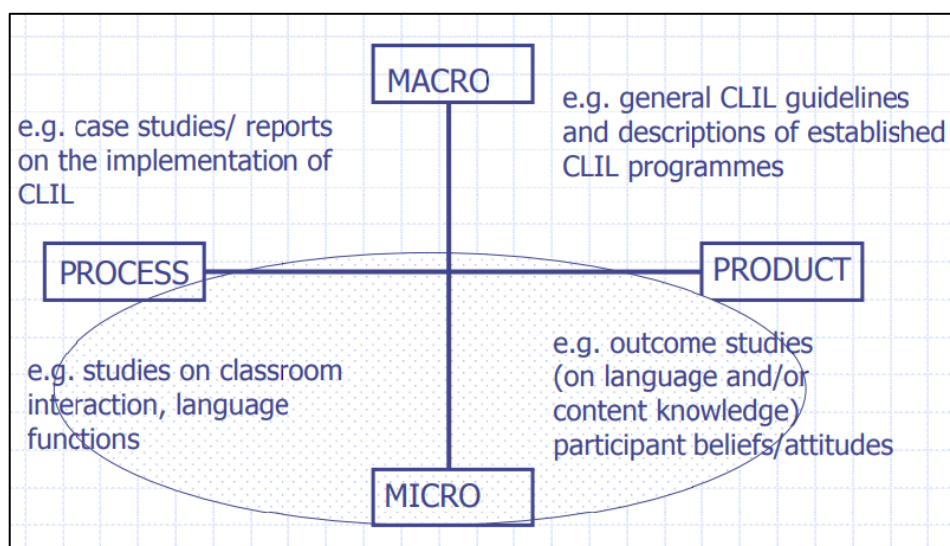 MACRO
e.g. case studies/ reports
on the implementation of
CLIL
e.g. general CLIL guidelines
and descriptions of established
CLIL programmes
PROCESS
PRODUCT
e.g. studies on classroom
interaction, language
functions
e.g. outcome studies
(on language and/or
content knowledge)
participant beliefs/attitudes
MICRO